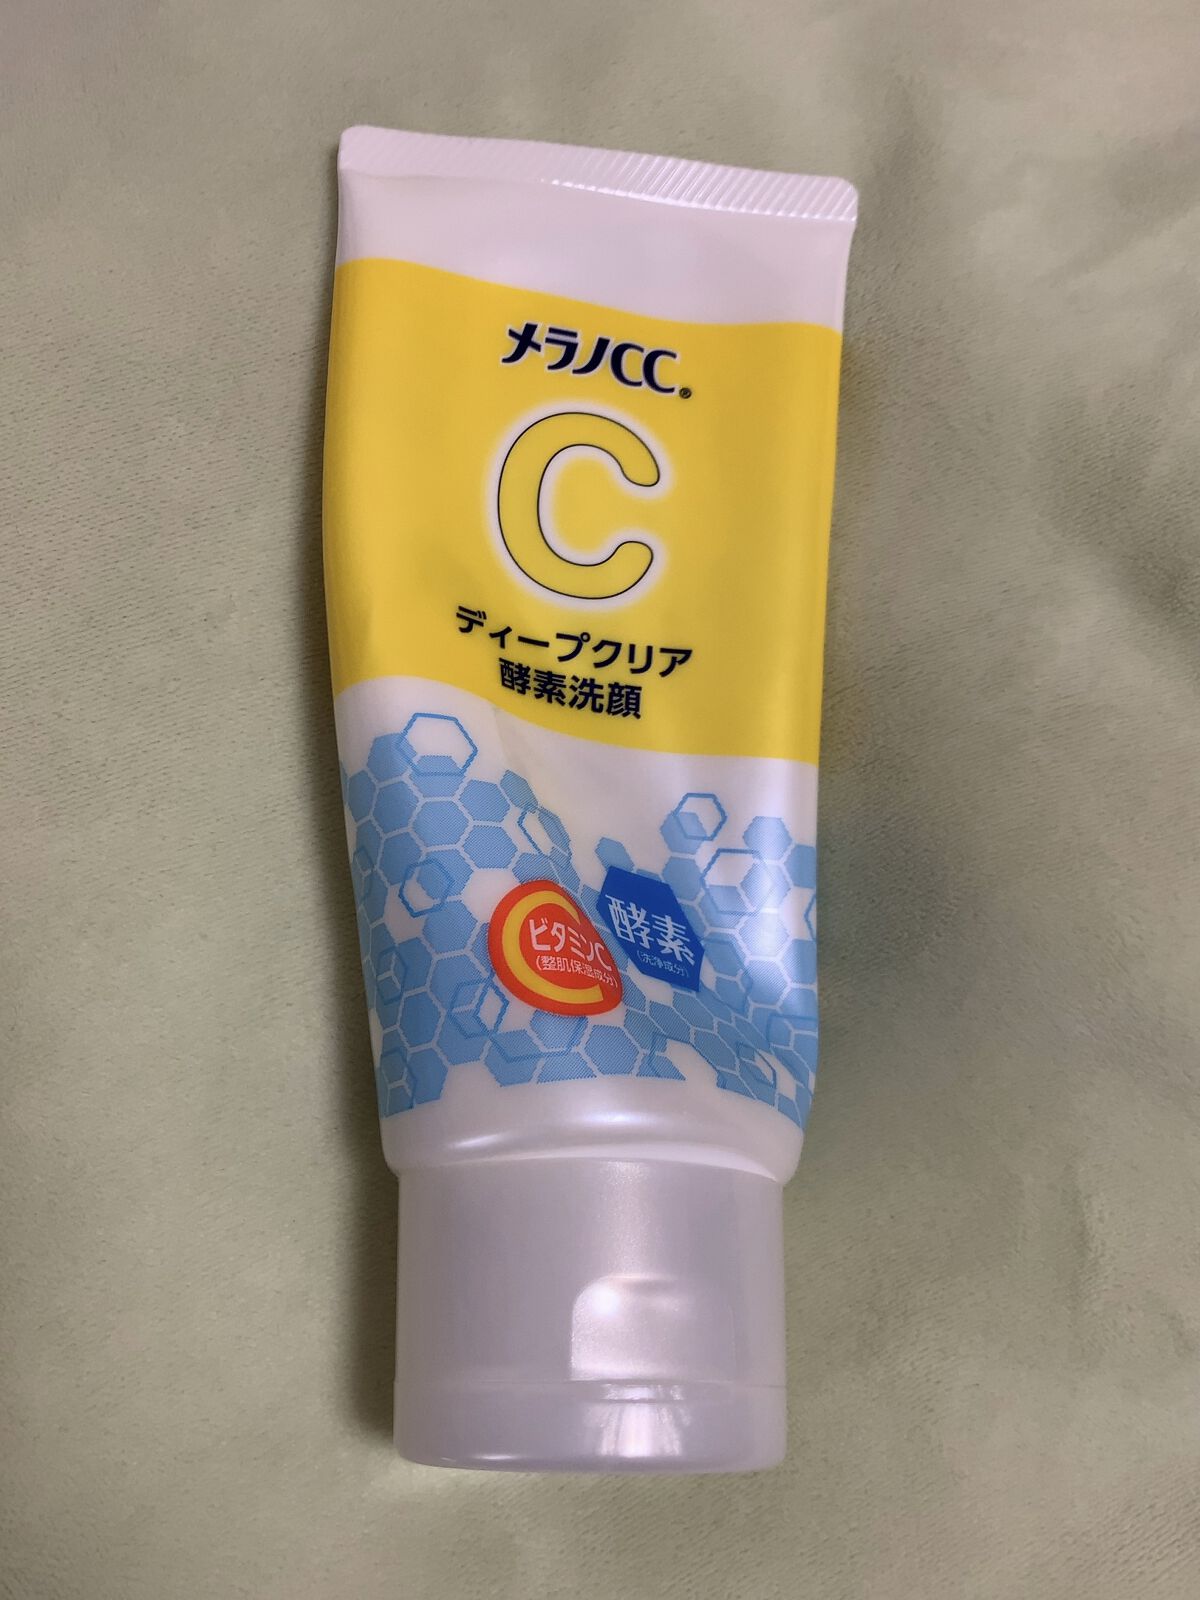 メラノCC®
C
ディープクリア
酵素洗顔
ビタミンC
(整肌保湿成分)
酵素
(洗浄成分)